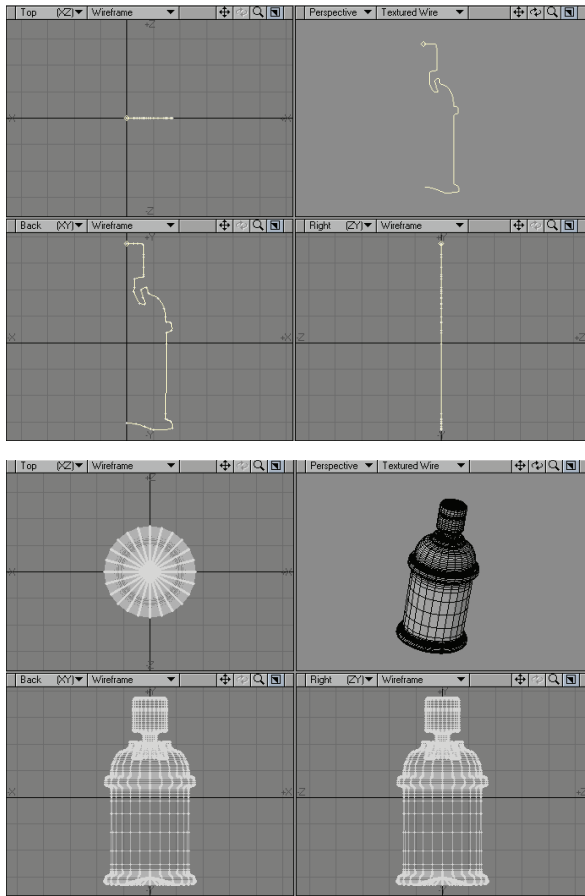 Top (XZ) Wireframe
Perspective Textured Wire
+Z
-X
-Z
Back (XY) Wireframe
Right (ZY) Wireframe
+Y
-X +X
-Z +Z
-Y
Top (XZ) Wireframe
Perspective Textured Wire
+Z
-X
-Z
Back (XY) Wireframe
Right (ZY) Wireframe
+X
+Z